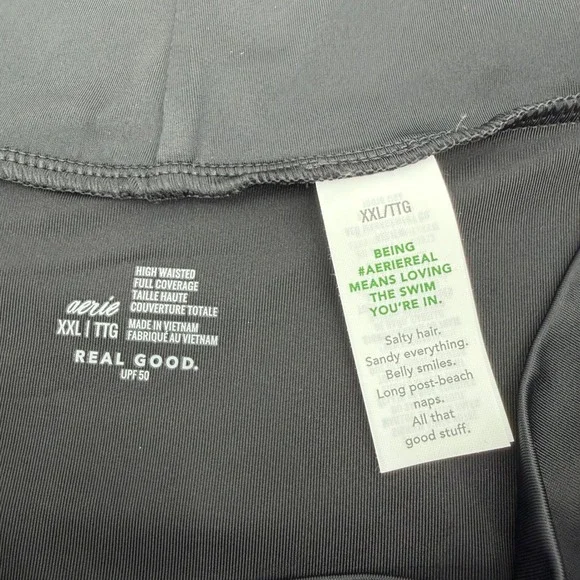 HIGH WAISTED
FULL COVERAGE
TAILLE HAUTE
COUVERTURE TOTALE
aerie
XXL | TTG
MADE IN VIETNAM
FABRIQUÉ AU VIETNAM
REAL GOOD.
UPF 50
XXL/TTG
BEING
#AERIEREAL
MEANS LOVING
THE SWIM
YOU'RE IN.
Salty hair.
Sandy everything.
Belly smiles.
Long post-beach
naps.
All that
good stuff.